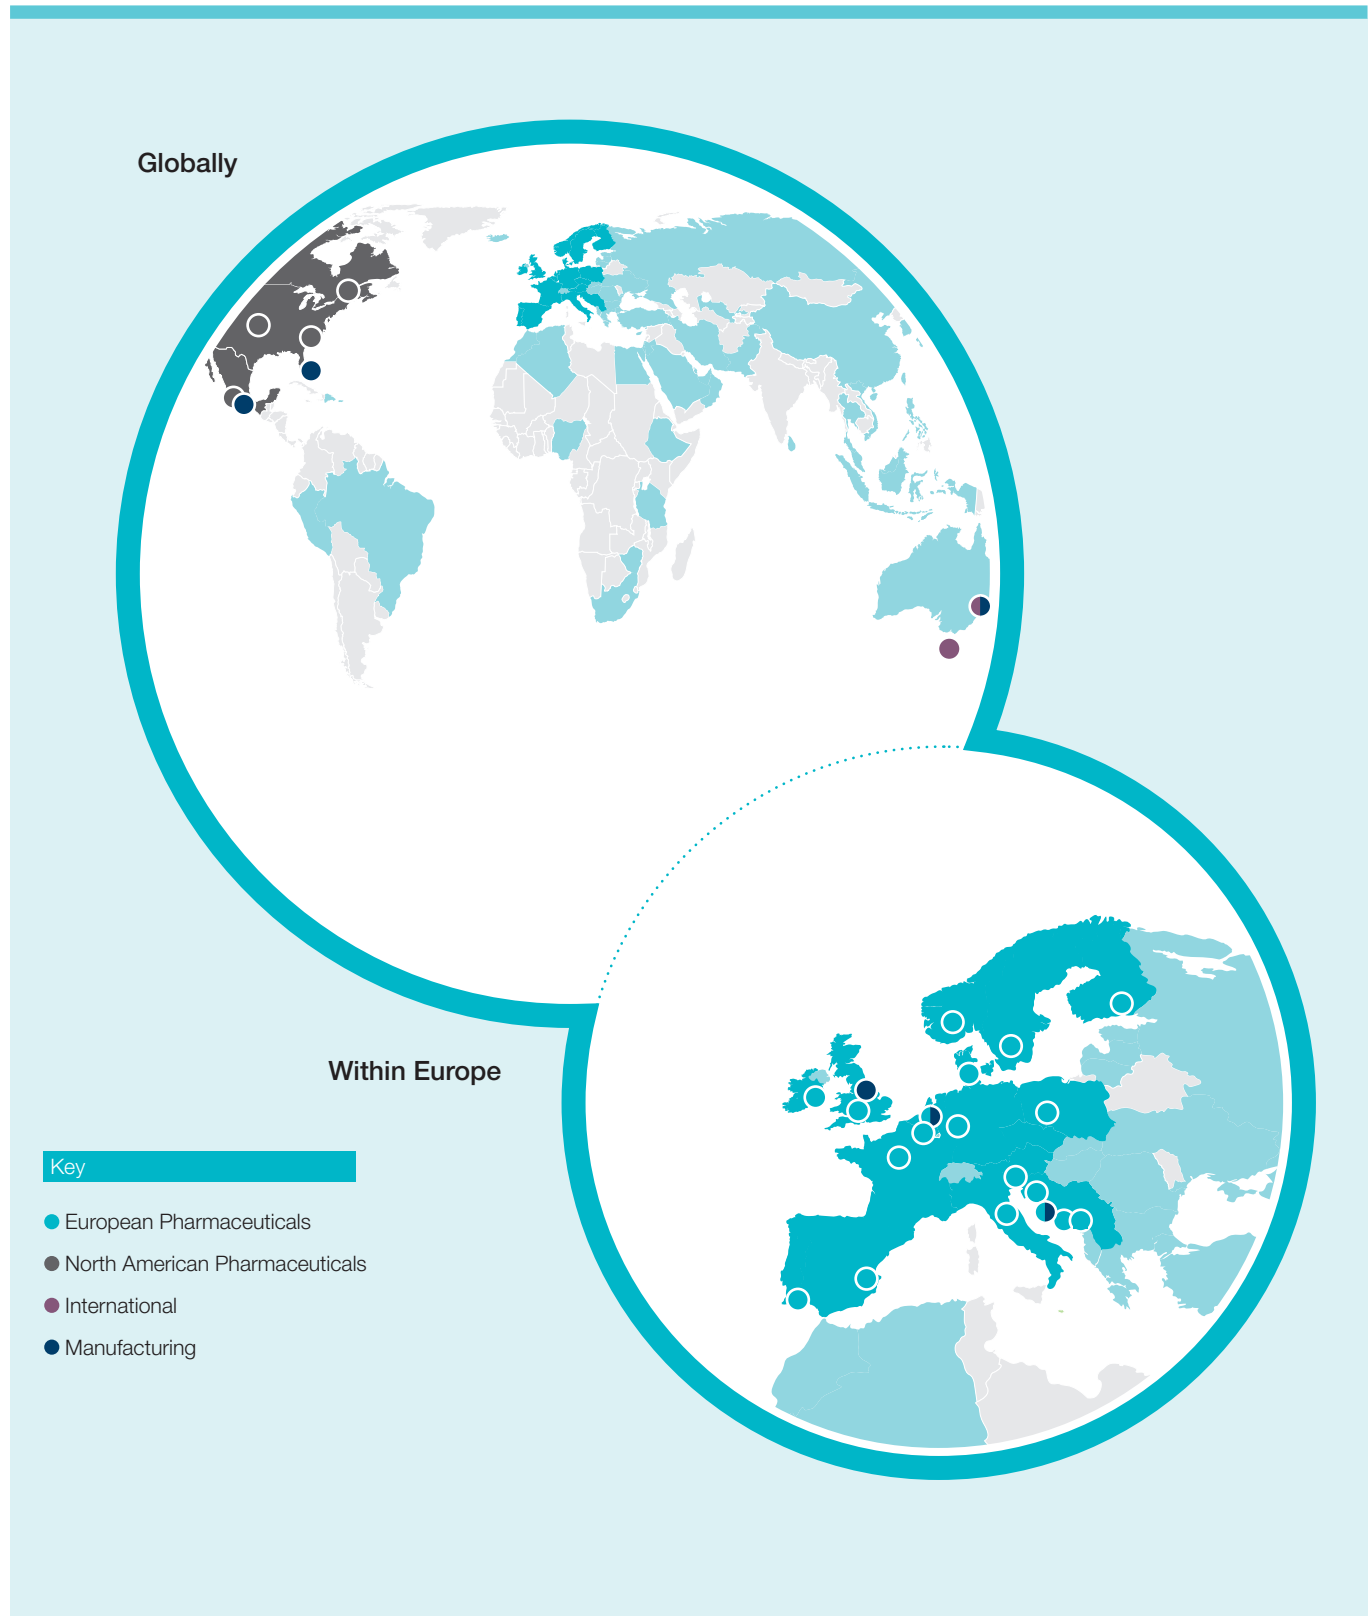 Globally
Within Europe
Key
European Pharmaceuticals
North American Pharmaceuticals
International
Manufacturing